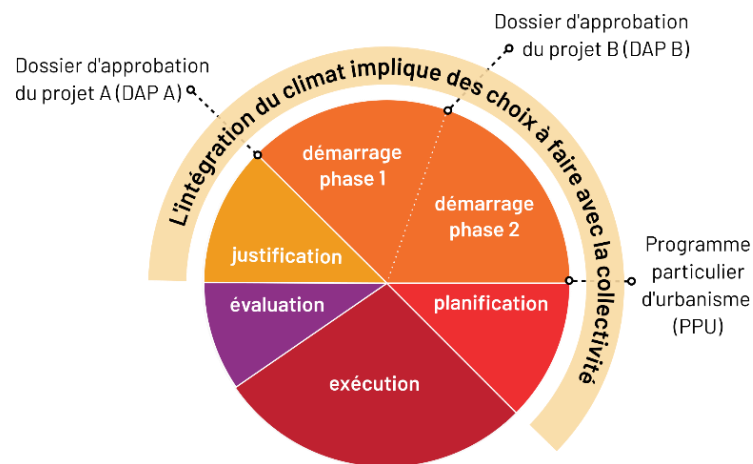 Dossier d'approbation
du projet A (DAP A)
Dossier d'approbation
du projet B (DAP B)
L'intégration du climat implique des choix à faire avec la collectivité
démarrage
phase 1
démarrage
phase 2
justification
évaluation
planification
exécution
Programme
particulier
d'urbanisme
(PPU)